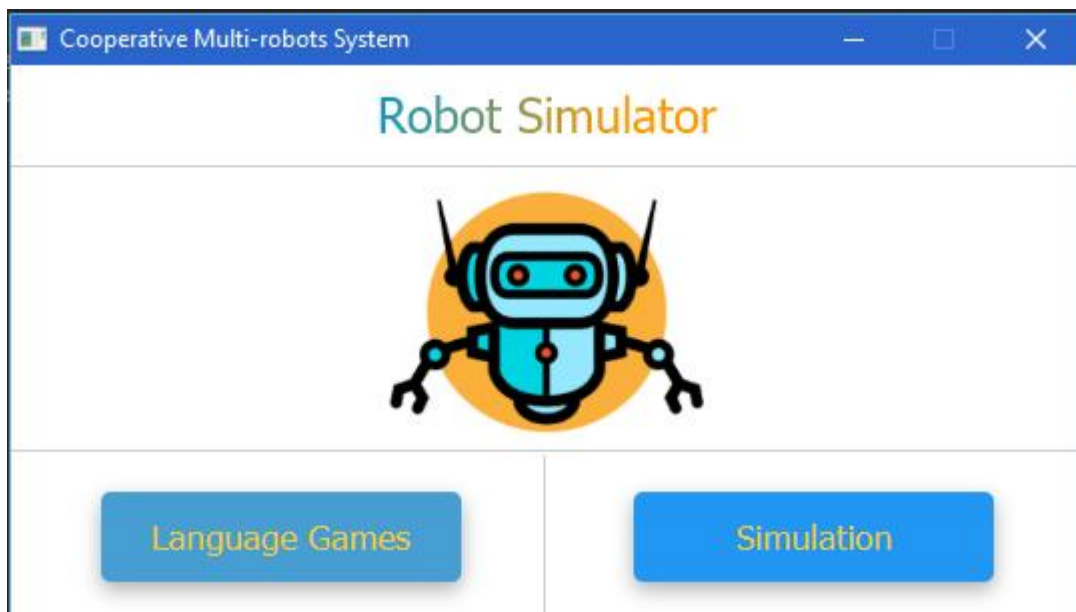 Cooperative Multi-robots System
Robot Simulator
Language Games
Simulation